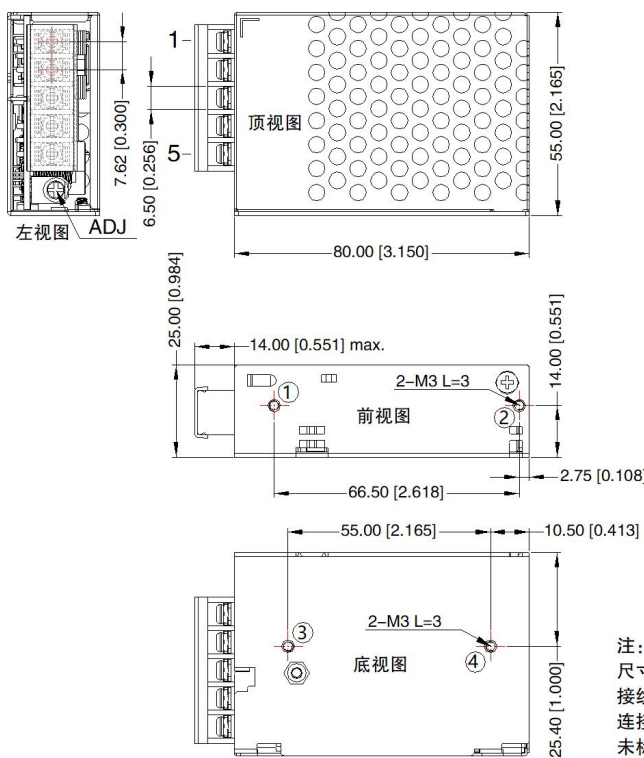 1
5
顶视图
7.62 [0.300]
6.50 [0.256]
55.00 [2.165]
左视图
ADJ
80.00 [3.150]
25.00 [0.984]
14.00 [0.551] max.
14.00 [0.551]
2-M3 L=3
①
②
前视图
2.75 [0.108]
66.50 [2.618]
55.00 [2.165]
10.50 [0.413]
2-M3 L=3
③
④
底视图
25.40 [1.000]
注:
尺寸
接线
连接
未标